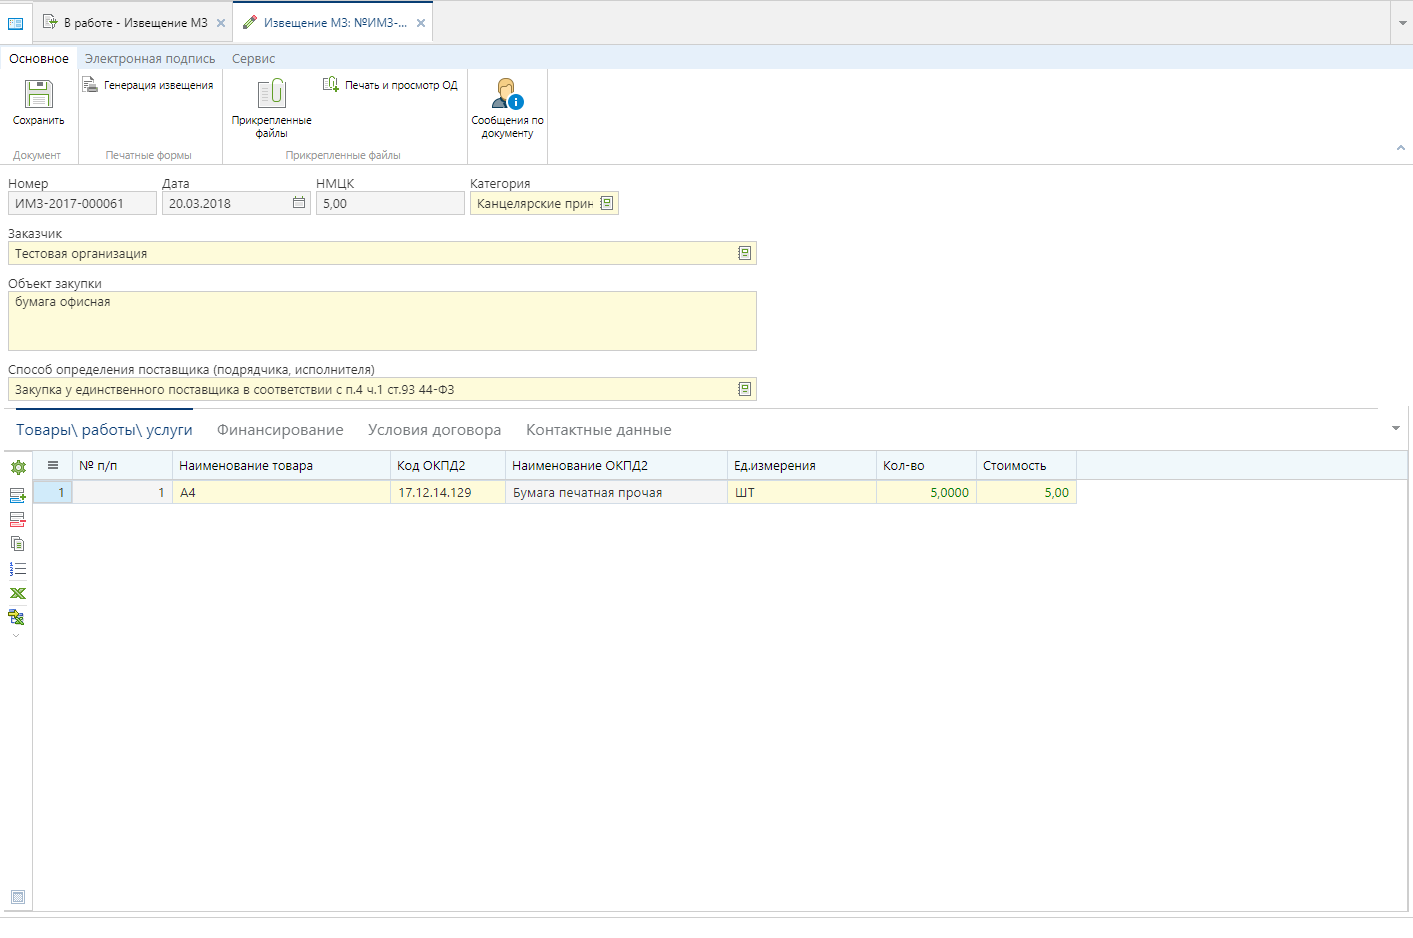 В работе - Извещение МЗ
Извещение МЗ: №ИМЗ-...
Основное Электронная подпись Сервис
Сохранить
Генерация извещения
Прикрепленные
файлы
Печать и просмотр ОД
Сообщения по
документу
Документ Печатные формы Прикрепленные файлы
Номер Дата НМЦК Категория
ИМЗ-2017-000061 20.03.2018 5,00 Канцелярские прин
Заказчик
Тестовая организация
Объект закупки
бумага офисная
Способ определения поставщика (подрядчика, исполнителя)
Закупка у единственного поставщика в соответствии с п.4 ч.1 ст.93 44-ФЗ
Товары\ работы\ услуги Финансирование Условия договора Контактные данные
№ п/п Наименование товара Код ОКПД2 Наименование ОКПД2 Ед.измерения Кол-во Стоимость
1 1 А4 17.12.14.129 Бумага печатная прочая ШТ 5,0000 5,00